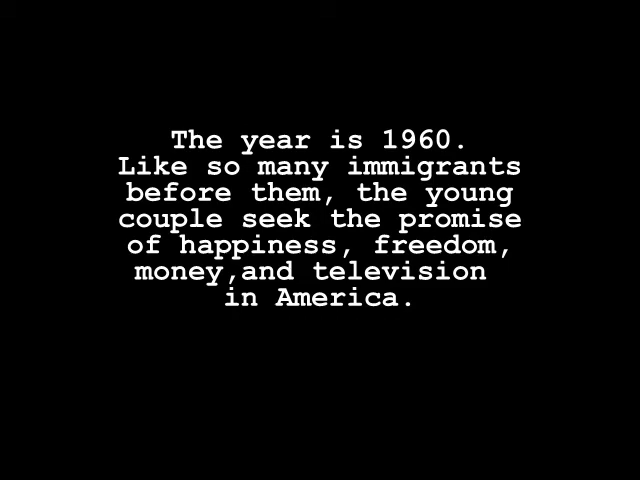 The year is 1960.
Like so many immigrants
before them, the young
couple seek the promise
of happiness, freedom,
money,and television
in America.